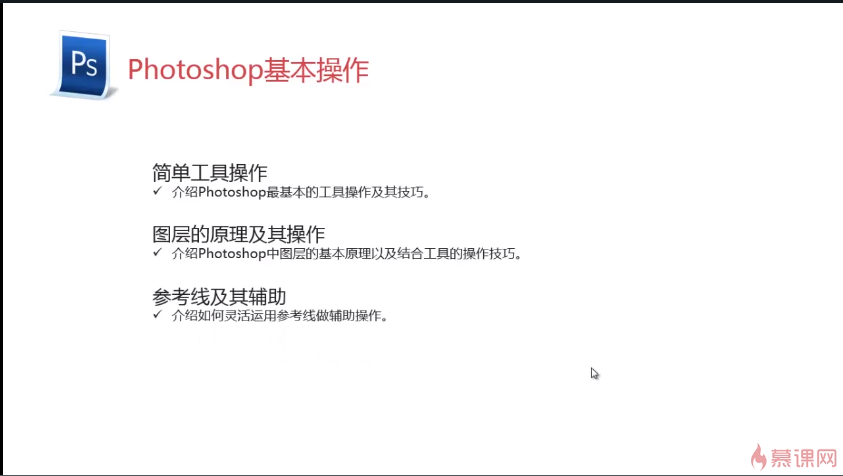 Ps
Photoshop基本操作
简单工具操作
✓ 介绍Photoshop最基本的工具操作及其技巧。
图层的原理及其操作
✓ 介绍Photoshop中图层的基本原理以及结合工具的操作技巧。
参考线及其辅助
✓ 介绍如何灵活运用参考线做辅助操作。
慕课网